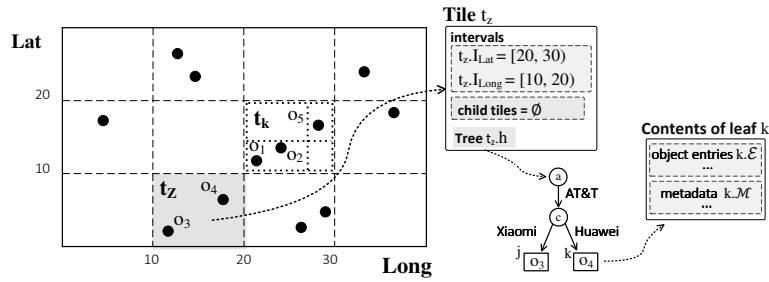 Lat
20
10
10
20
30
Long
t_k
o_5
o_1
o_2
t_Z
o_4
o_3
Tile t_z
intervals
t_z.I_Lat = [20, 30)
t_z.I_Long = [10, 20)
child tiles = ∅
Tree t_z.h
a
AT&T
c
Xiaomi
Huawei
j
o_3
k
o_4
Contents of leaf k
object entries k.ℰ
...
metadata k.ℳ
...